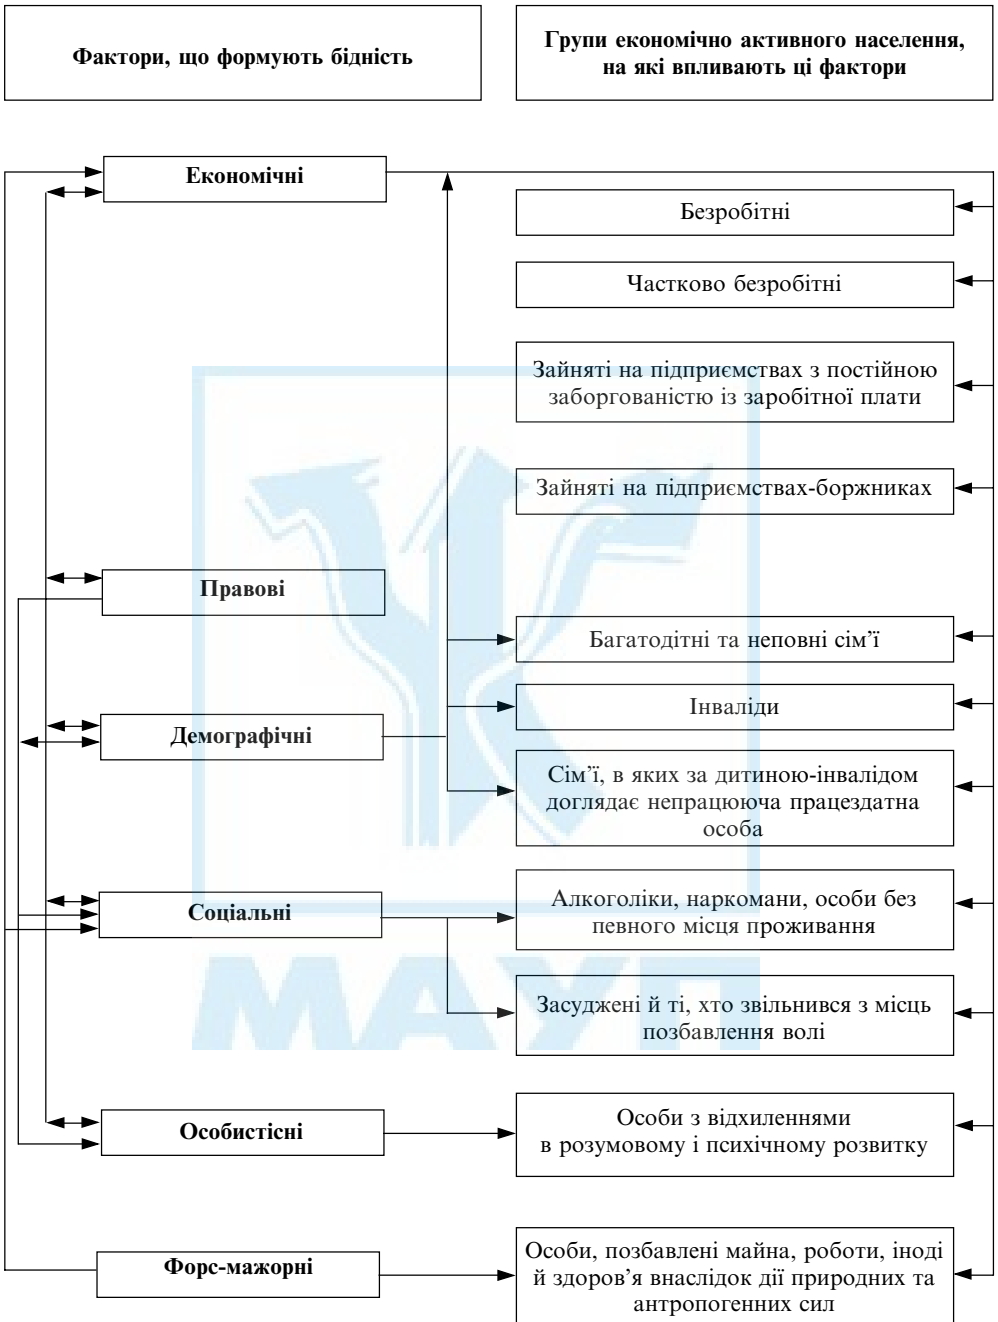 Фактори, що формують бідність
Групи економічно активного населення,
на які впливають ці фактори
Економічні
Безробітні
Частково безробітні
Зайняті на підприємствах з постійною
заборгованістю із заробітної плати
Зайняті на підприємствах-боржниках
Правові
Багатодітні та неповні сім’ї
Інваліди
Демографічні
Сім’ї, в яких за дитиною-інвалідом
доглядає непрацююча працездатна
особа
Соціальні
Алкоголіки, наркомани, особи без
певного місця проживання
МАУП
Засуджені й ті, хто звільнився з місць
позбавлення волі
Особистісні
Особи з відхиленнями
в розумовому і психічному розвитку
Форс-мажорні
Особи, позбавлені майна, роботи, іноді
й здоров’я внаслідок дії природних та
антропогенних сил